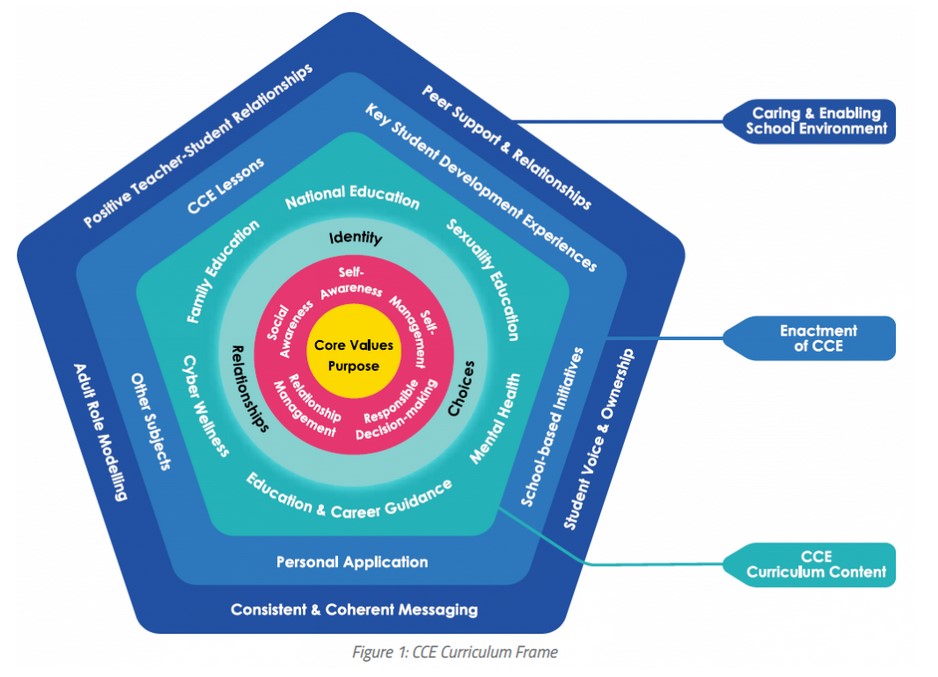 Positive Teacher-Student Relationships
Peer Support & Relationships
Caring & Enabling
School Environment
CCE Lessons
Key Student Development Experiences
National Education
Family Education
Sexuality Education
Identity
Self-
Awareness
Social
Awareness
Self-
Management
Core Values
Purpose
Enactment
of CCE
Relationships
Choices
Relationship
Management
Responsible
Decision-making
Cyber Wellness
Mental Health
Education & Career Guidance
Other Subjects
School-based Initiatives
Adult Role Modelling
Student Voice & Ownership
CCE
Curriculum Content
Personal Application
Consistent & Coherent Messaging
Figure 1: CCE Curriculum Frame